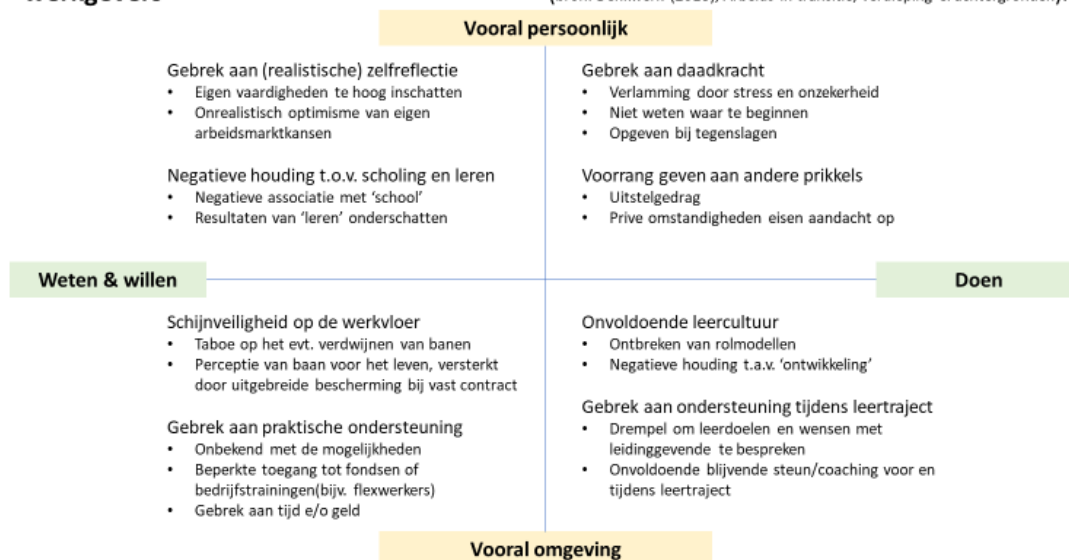 Vooral persoonlijk
Gebrek aan (realistische) zelfreflectie
• Eigen vaardigheden te hoog inschatten
• Onrealistisch optimisme van eigen
arbeidsmarktkansen
Negatieve houding t.o.v. scholing en leren
• Negatieve associatie met ‘school’
• Resultaten van ‘leren’ onderschatten
Gebrek aan daadkracht
• Verlamming door stress en onzekerheid
• Niet weten waar te beginnen
• Opgeven bij tegenslagen
Voorrang geven aan andere prikkels
• Uitstelgedrag
• Prive omstandigheden eisen aandacht op
Weten & willen
Doen
Schijnveiligheid op de werkvloer
• Taboe op het evt. verdwijnen van banen
• Perceptie van baan voor het leven, versterkt
door uitgebreide bescherming bij vast contract
Gebrek aan praktische ondersteuning
• Onbekend met de mogelijkheden
• Beperkte toegang tot fondsen of
bedrijfstrainingen(bijv. flexwerkers)
• Gebrek aan tijd e/o geld
Onvoldoende leercultuur
• Ontbreken van rolmodellen
• Negatieve houding t.a.v. ‘ontwikkeling’
Gebrek aan ondersteuning tijdens leertraject
• Drempel om leerdoelen en wensen met
leidinggevende te bespreken
• Onvoldoende blijvende steun/coaching voor en
tijdens leertraject
Vooral omgeving